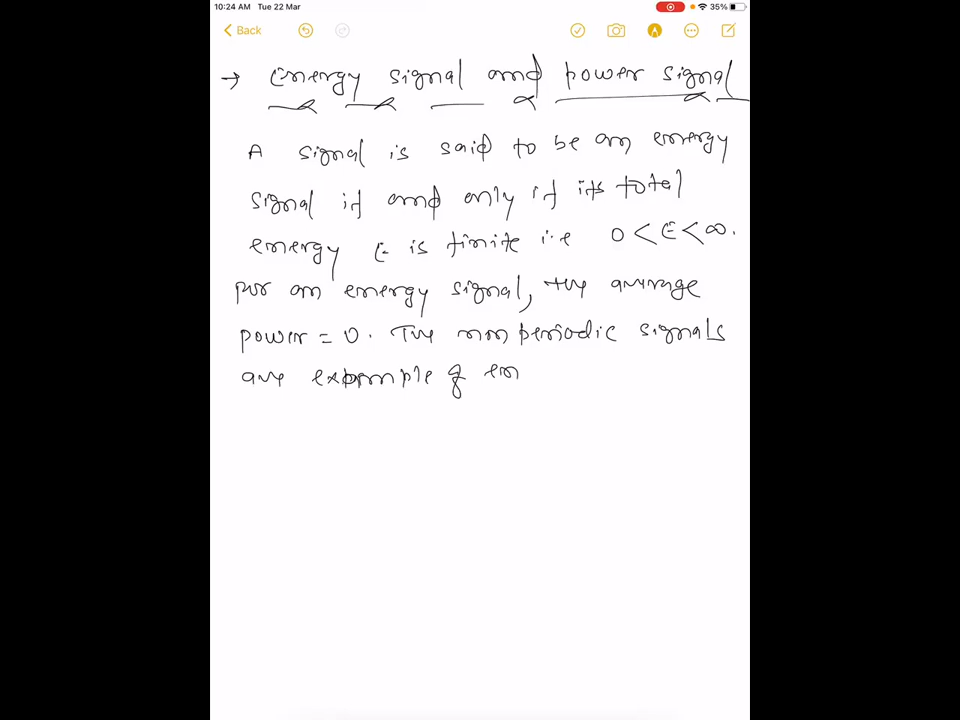 10:24 AM Tue 22 Mar
35%
Back
→ Energy signal and power signal
A signal is said to be an energy
signal if and only if its total
energy E is finite i.e 0 < E < ∞.
For an energy signal, the average
power = 0. The non periodic signals
are example of en